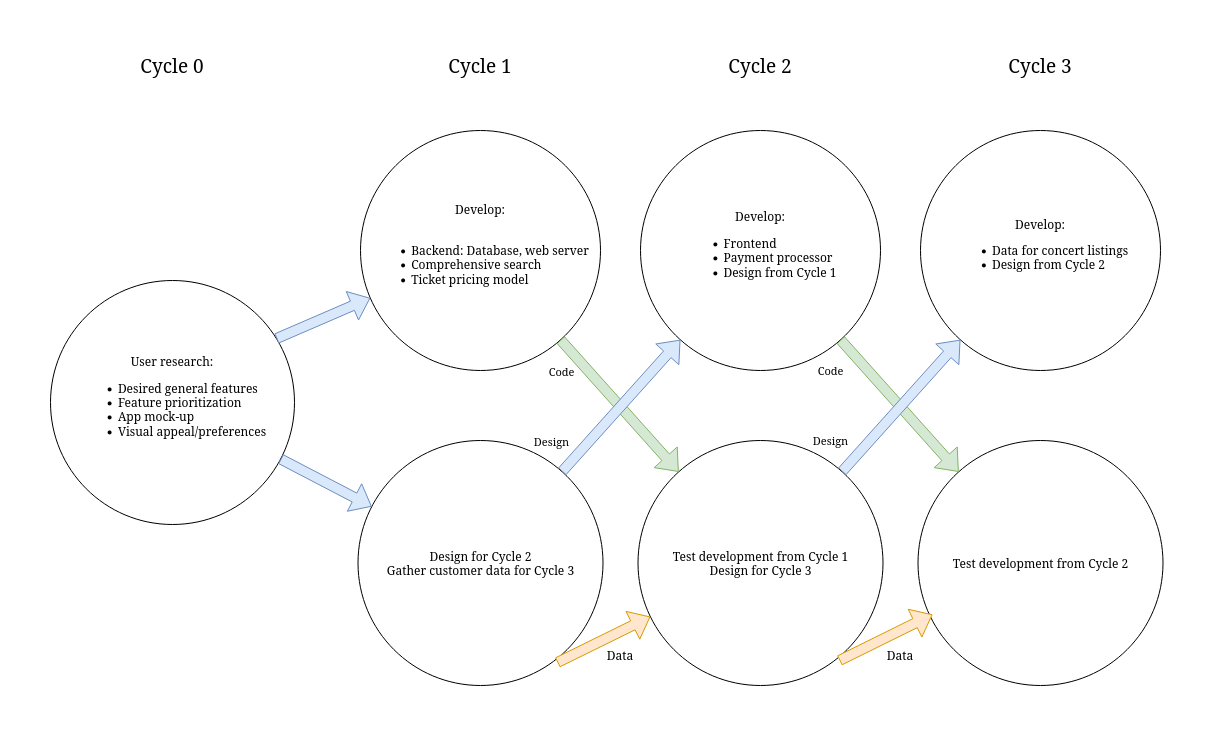 Cycle 0
Cycle 1
Cycle 2
Cycle 3
User research:
• Desired general features
• Feature prioritization
• App mock-up
• Visual appeal/preferences
Develop:
• Backend: Database, web server
• Comprehensive search
• Ticket pricing model
Develop:
• Frontend
• Payment processor
• Design from Cycle 1
Develop:
• Data for concert listings
• Design from Cycle 2
Code
Code
Design
Design
Design for Cycle 2
Gather customer data for Cycle 3
Test development from Cycle 1
Design for Cycle 3
Test development from Cycle 2
Data
Data